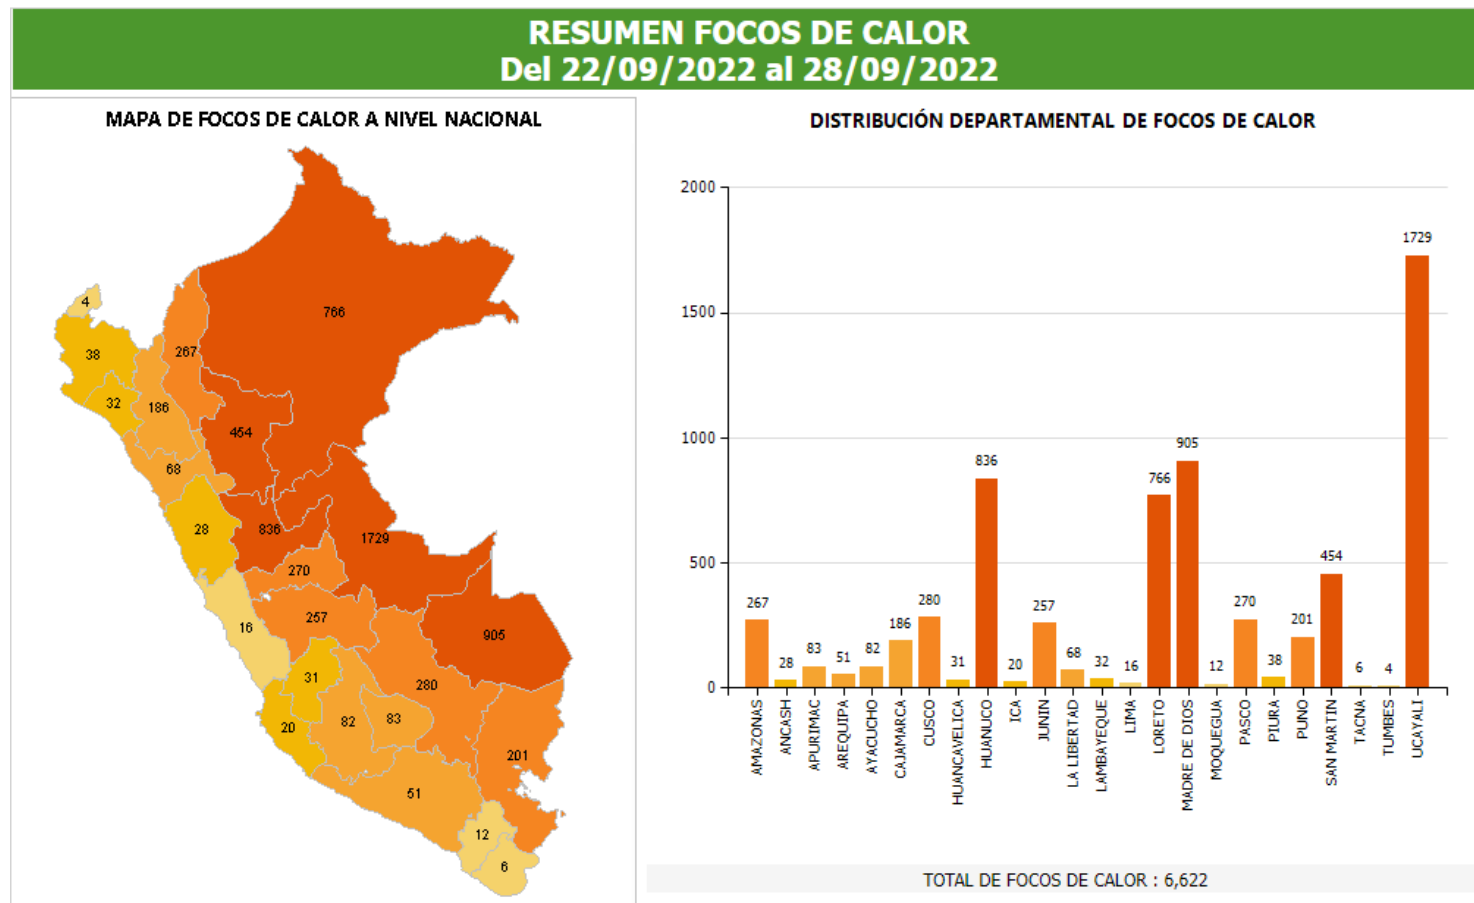 RESUMEN FOCOS DE CALOR
Del 22/09/2022 al 28/09/2022
MAPA DE FOCOS DE CALOR A NIVEL NACIONAL
4
766
38
267
32
186
454
68
28
836
1729
270
257
16
905
31
280
20
82
83
201
51
12
6
DISTRIBUCIÓN DEPARTAMENTAL DE FOCOS DE CALOR
2000
1500
1000
500
0
267
28
83
51
82
186
280
31
836
20
257
68
32
16
766
905
12
270
38
201
454
6
4
1729
AMAZONAS
ANCASH
APURIMAC
AREQUIPA
AYACUCHO
CAJAMARCA
CUSCO
HUANCAVELICA
HUANUCO
ICA
JUNIN
LA LIBERTAD
LAMBAYEQUE
LIMA
LORETO
MADRE DE DIOS
MOQUEGUA
PASCO
PIURA
PUNO
SAN MARTIN
TACNA
TUMBES
UCAYALI
TOTAL DE FOCOS DE CALOR : 6,622